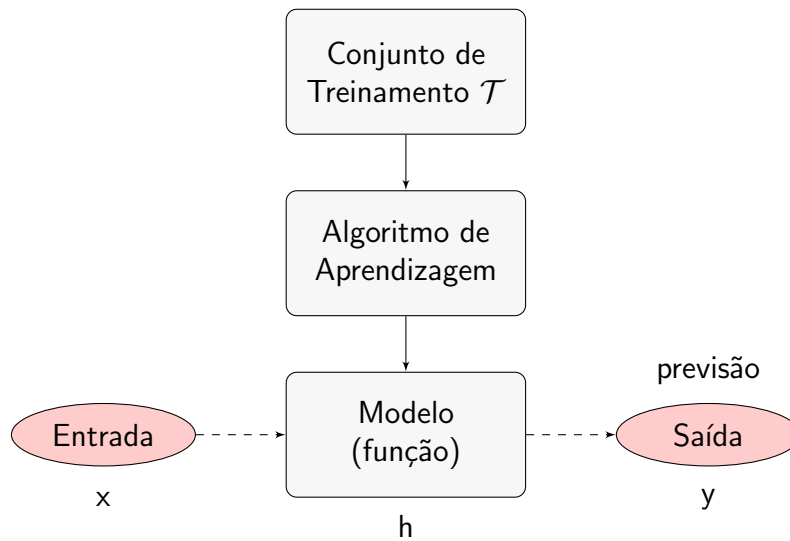 Conjunto de
Treinamento 𝒯
Algoritmo de
Aprendizagem
previsão
Entrada
Modelo
(função)
Saída
x
h
y